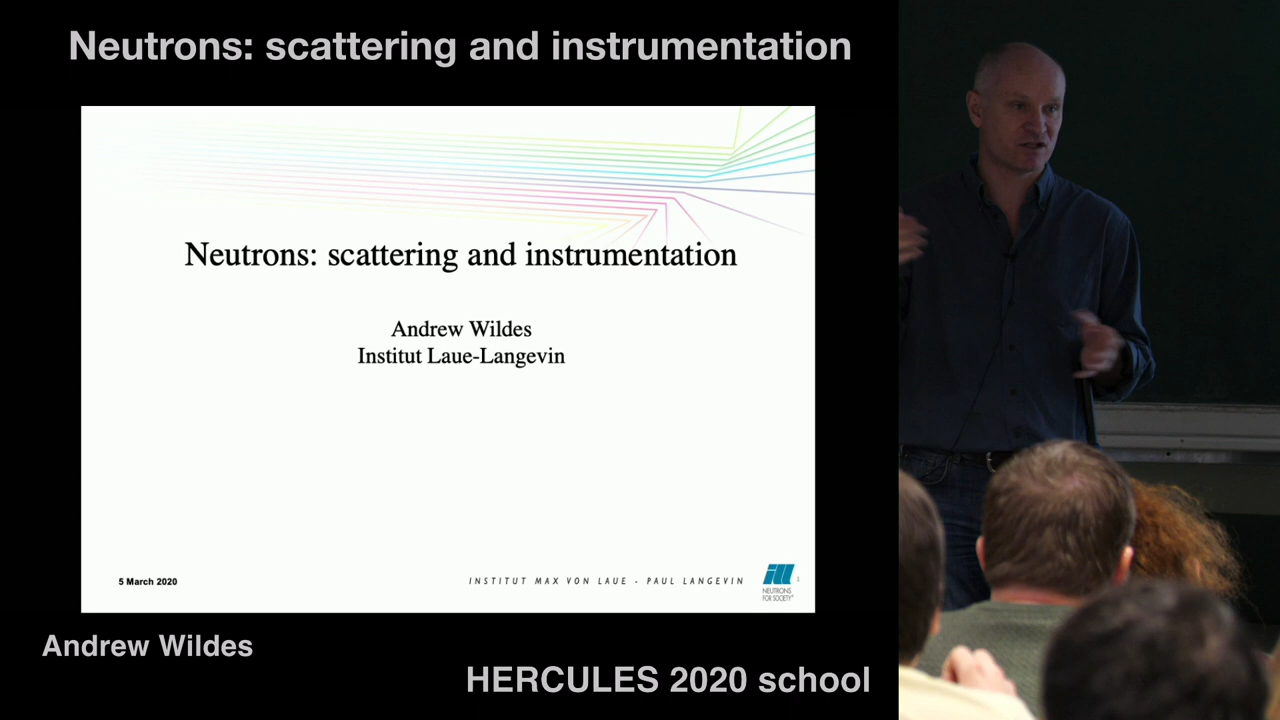 Neutrons: scattering and instrumentation
Neutrons: scattering and instrumentation
Andrew Wildes
Institut Laue-Langevin
5 March 2020
INSTITUT MAX VON LAUE - PAUL LANGEVIN
ill
NEUTRONS
FOR SOCIETY
1
Andrew Wildes
HERCULES 2020 school